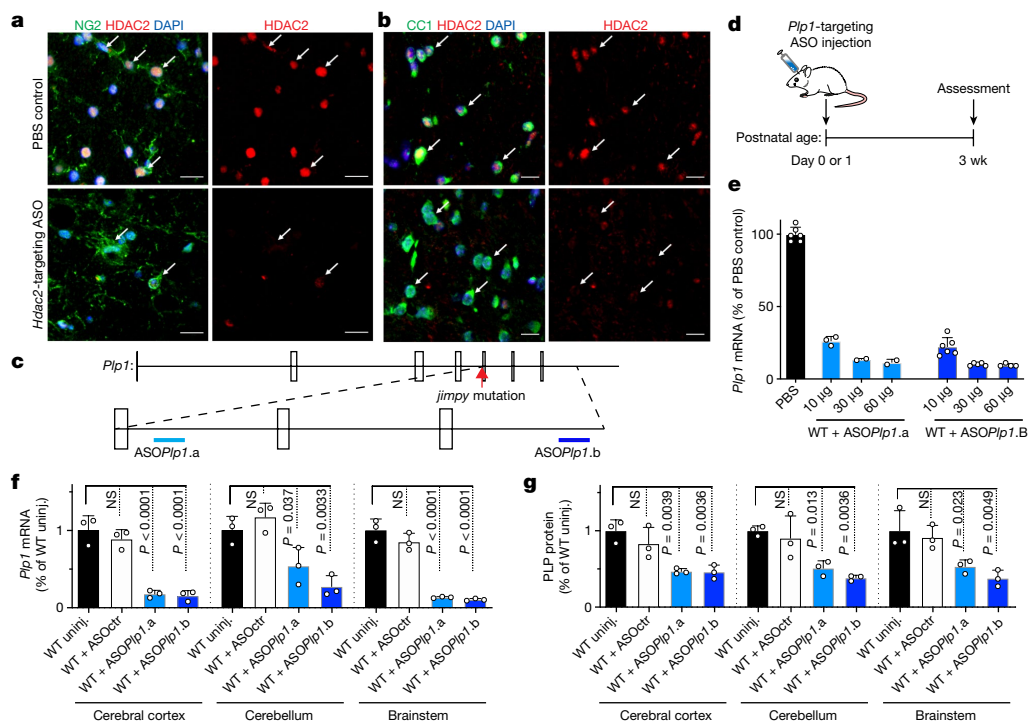 a
NG2 HDAC2 DAPI
HDAC2
PBS control
Hdac2-targeting ASO
b
CC1 HDAC2 DAPI
HDAC2
c
Plp1:
jimpy mutation
ASOPlp1.a
ASOPlp1.b
d
Plp1-targeting
ASO injection
Assessment
Postnatal age:
Day 0 or 1
3 wk
e
Plp1 mRNA (% of PBS control)
100
50
0
PBS
10 µg
30 µg
60 µg
10 µg
30 µg
60 µg
WT + ASOPlp1.a
WT + ASOPlp1.B
f
Plp1 mRNA
(% of WT uninj.)
1
0
NS
P < 0.0001
P < 0.0001
NS
P = 0.037
P = 0.0033
NS
P < 0.0001
P < 0.0001
WT uninj.
WT + ASOctr
WT + ASOPlp1.a
WT + ASOPlp1.b
WT uninj.
WT + ASOctr
WT + ASOPlp1.a
WT + ASOPlp1.b
WT uninj.
WT + ASOctr
WT + ASOPlp1.a
WT + ASOPlp1.b
Cerebral cortex
Cerebellum
Brainstem
g
PLP protein
(% of WT uninj.)
1
0
NS
P = 0.0039
P = 0.0036
NS
P = 0.013
P = 0.0036
NS
P = 0.023
P = 0.0049
WT uninj.
WT + ASOctr
WT + ASOPlp1.a
WT + ASOPlp1.b
WT uninj.
WT + ASOctr
WT + ASOPlp1.a
WT + ASOPlp1.b
WT uninj.
WT + ASOctr
WT + ASOPlp1.a
WT + ASOPlp1.b
Cerebral cortex
Cerebellum
Brainstem